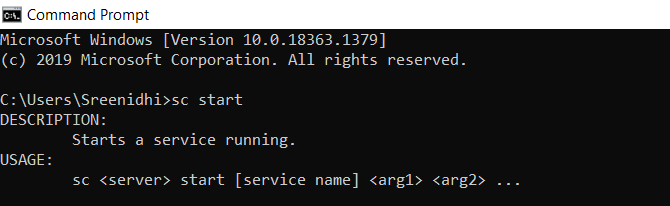 Command Prompt
Microsoft Windows [Version 10.0.18363.1379]
(c) 2019 Microsoft Corporation. All rights reserved.
C:\Users\Sreenidhi>sc start
DESCRIPTION:
Starts a service running.
USAGE:
sc <server> start [service name] <arg1> <arg2> ...